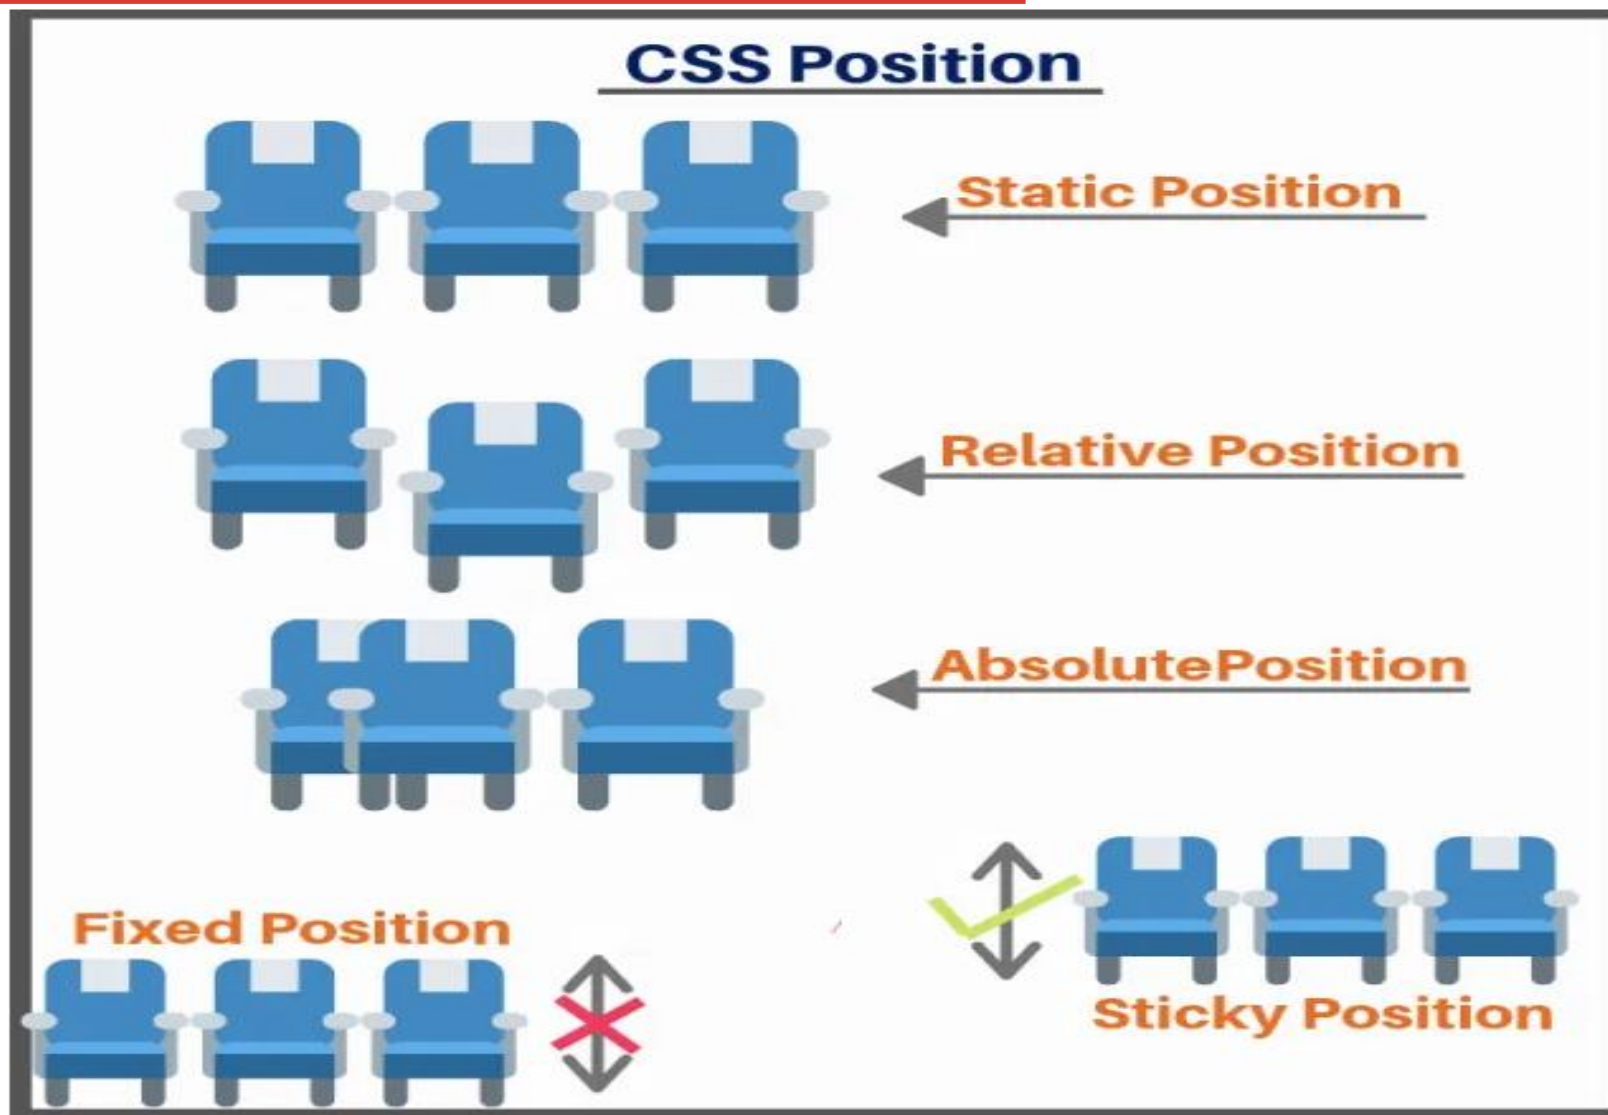 CSS Position
Static Position
Relative Position
AbsolutePosition
Fixed Position
Sticky Position